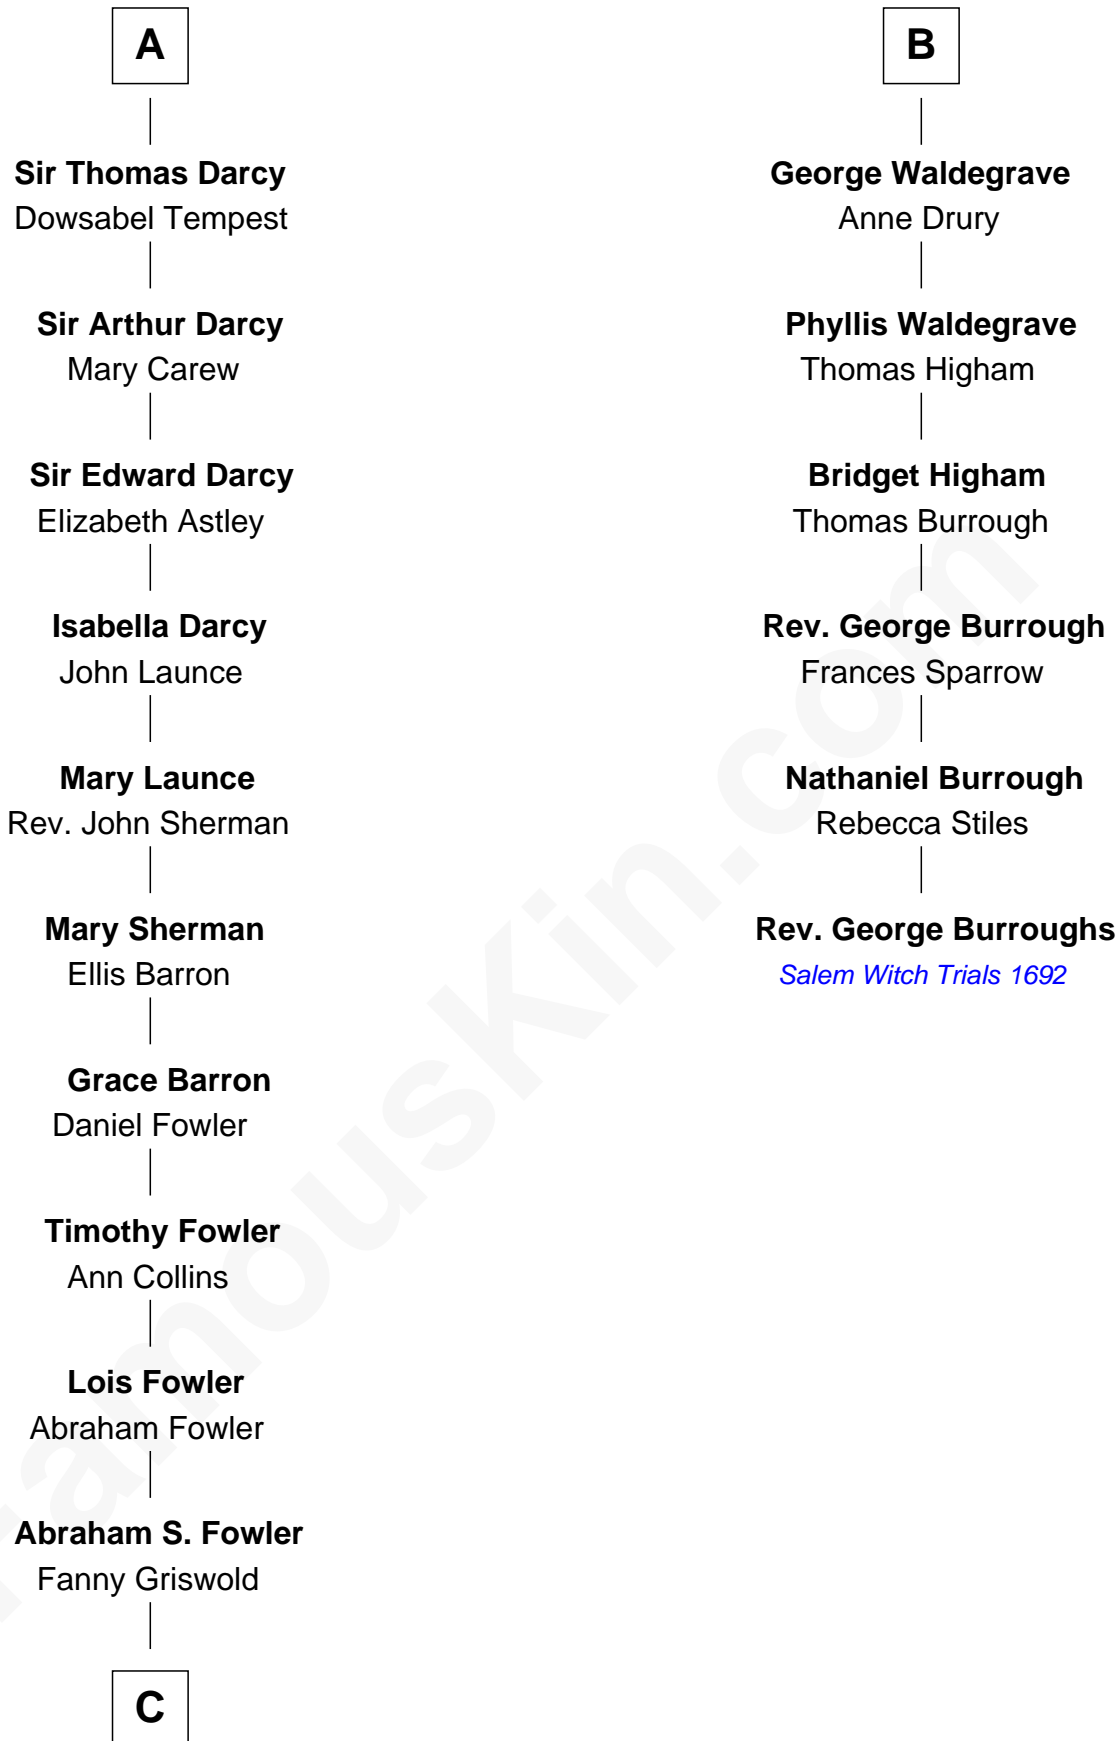 A
Sir Thomas Darcy
Dowsabel Tempest
Sir Arthur Darcy
Mary Carew
Sir Edward Darcy
Elizabeth Astley
Isabella Darcy
John Launce
Mary Launce
Rev. John Sherman
Mary Sherman
Ellis Barron
Grace Barron
Daniel Fowler
Timothy Fowler
Ann Collins
Lois Fowler
Abraham Fowler
Abraham S. Fowler
Fanny Griswold
C
B
George Waldegrave
Anne Drury
Phyllis Waldegrave
Thomas Higham
Bridget Higham
Thomas Burrough
Rev. George Burrough
Frances Sparrow
Nathaniel Burrough
Rebecca Stiles
Rev. George Burroughs
Salem Witch Trials 1692
FamousKin.com